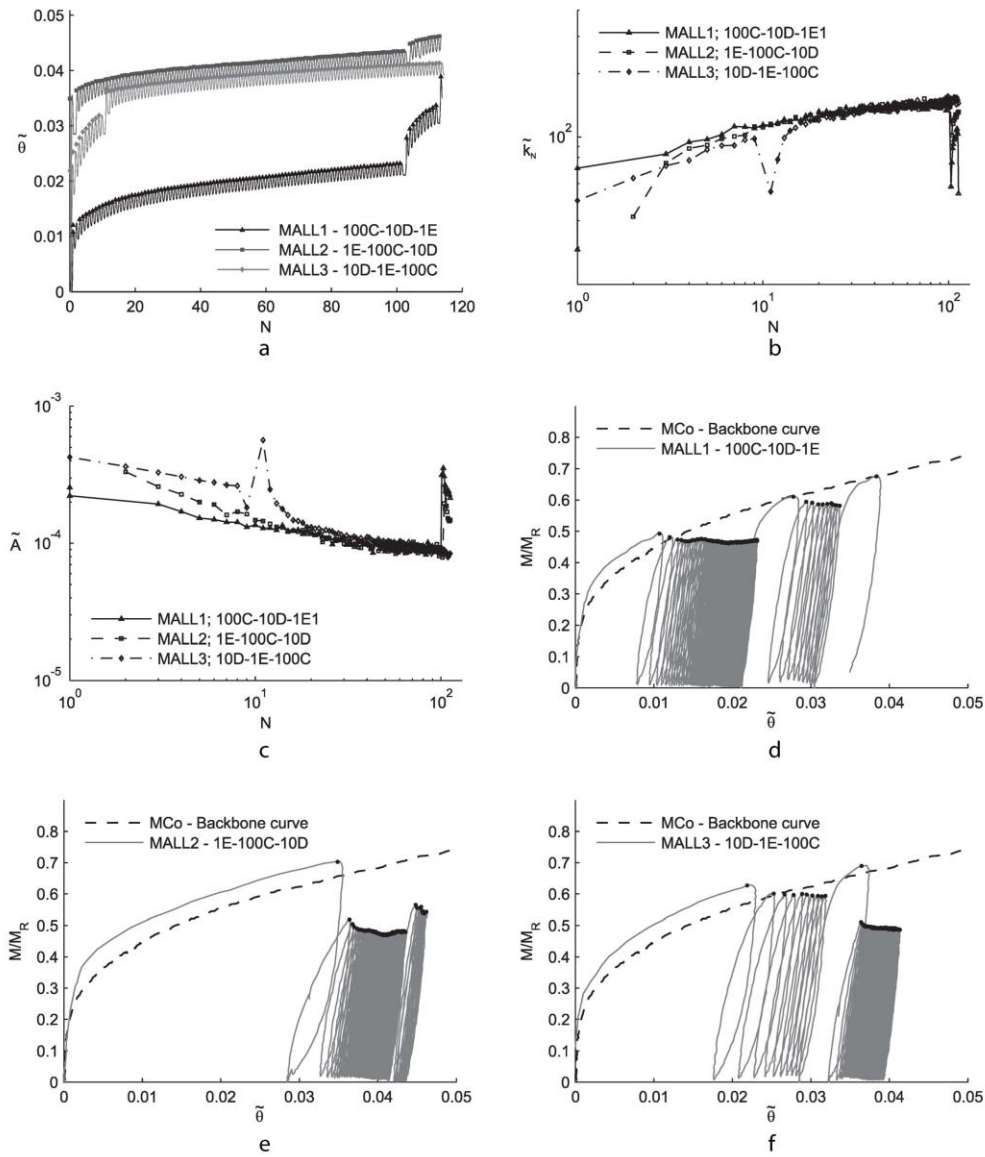 0.05
0.04
0.03
0.02
0.01
0
θ̃
MALL1 - 100C-10D-1E
MALL2 - 1E-100C-10D
MALL3 - 10D-1E-100C
0 20 40 60 80 100 120
N
a
MALL1; 100C-10D-1E1
MALL2; 1E-100C-10D
MALL3; 10D-1E-100C
10²
k̃N
10⁰ 10¹ 10²
N
b
10⁻³
10⁻⁴
10⁻⁵
Ã
MALL1; 100C-10D-1E1
MALL2; 1E-100C-10D
MALL3; 10D-1E-100C
10⁰ 10¹ 10²
N
c
MCo - Backbone curve
MALL1 - 100C-10D-1E
0.8
0.7
0.6
0.5
0.4
0.3
0.2
0.1
0
M/MR
0 0.01 0.02 0.03 0.04 0.05
θ̃
d
MCo - Backbone curve
MALL2 - 1E-100C-10D
0.8
0.7
0.6
0.5
0.4
0.3
0.2
0.1
0
M/MR
0 0.01 0.02 0.03 0.04 0.05
θ̃
e
MCo - Backbone curve
MALL3 - 10D-1E-100C
0.8
0.7
0.6
0.5
0.4
0.3
0.2
0.1
0
M/MR
0 0.01 0.02 0.03 0.04 0.05
θ̃
f